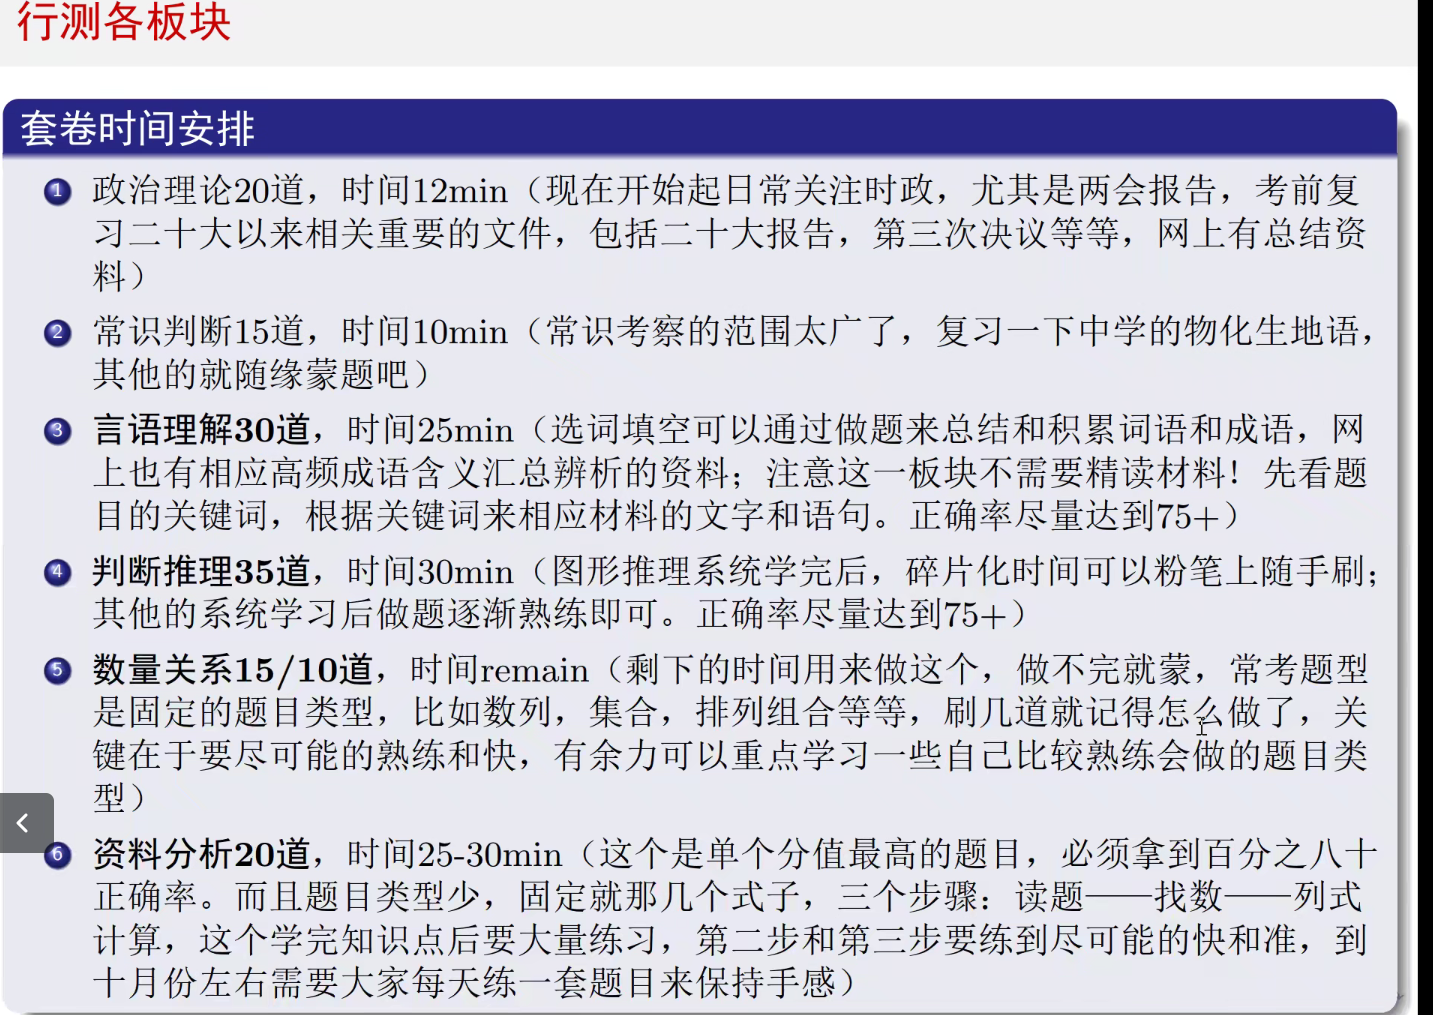 行测各板块
套卷时间安排
1 政治理论20道，时间12min（现在开始起日常关注时政，尤其是两会报告，考前复
习二十大以来相关重要的文件，包括二十大报告，第三次决议等等，网上有总结资
料）
2 常识判断15道，时间10min（常识考察的范围太广了，复习一下中学的物化生地语，
其他的就随缘蒙题吧）
3 言语理解30道，时间25min（选词填空可以通过做题来总结和积累词语和成语，网
上也有相应高频成语含义汇总辨析的资料；注意这一板块不需要精读材料！先看题
目的关键词，根据关键词来相应材料的文字和语句。正确率尽量达到75+）
4 判断推理35道，时间30min（图形推理系统学完后，碎片化时间可以粉笔上随手刷；
其他的系统学习后做题逐渐熟练即可。正确率尽量达到75+）
5 数量关系15/10道，时间remain（剩下的时间用来做这个，做不完就蒙，常考题型
是固定的题目类型，比如数列，集合，排列组合等等，刷几道就记得怎么做了，关
键在于要尽可能的熟练和快，有余力可以重点学习一些自己比较熟练会做的题目类
型）
6 资料分析20道，时间25-30min（这个是单个分值最高的题目，必须拿到百分之八十
正确率。而且题目类型少，固定就那几个式子，三个步骤：读题——找数——列式
计算，这个学完知识点后要大量练习，第二步和第三步要练到尽可能的快和准，到
十月份左右需要大家每天练一套题目来保持手感）